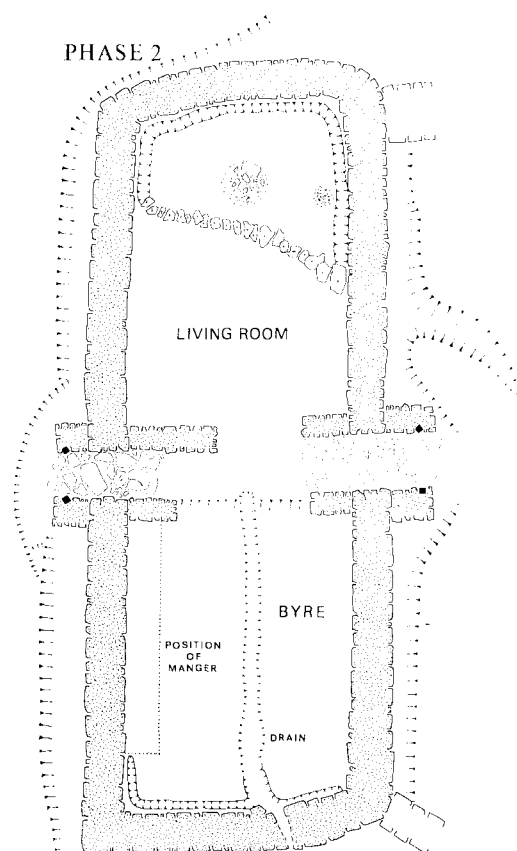 PHASE 2
LIVING ROOM
BYRE
POSITION
OF
MANGER
DRAIN